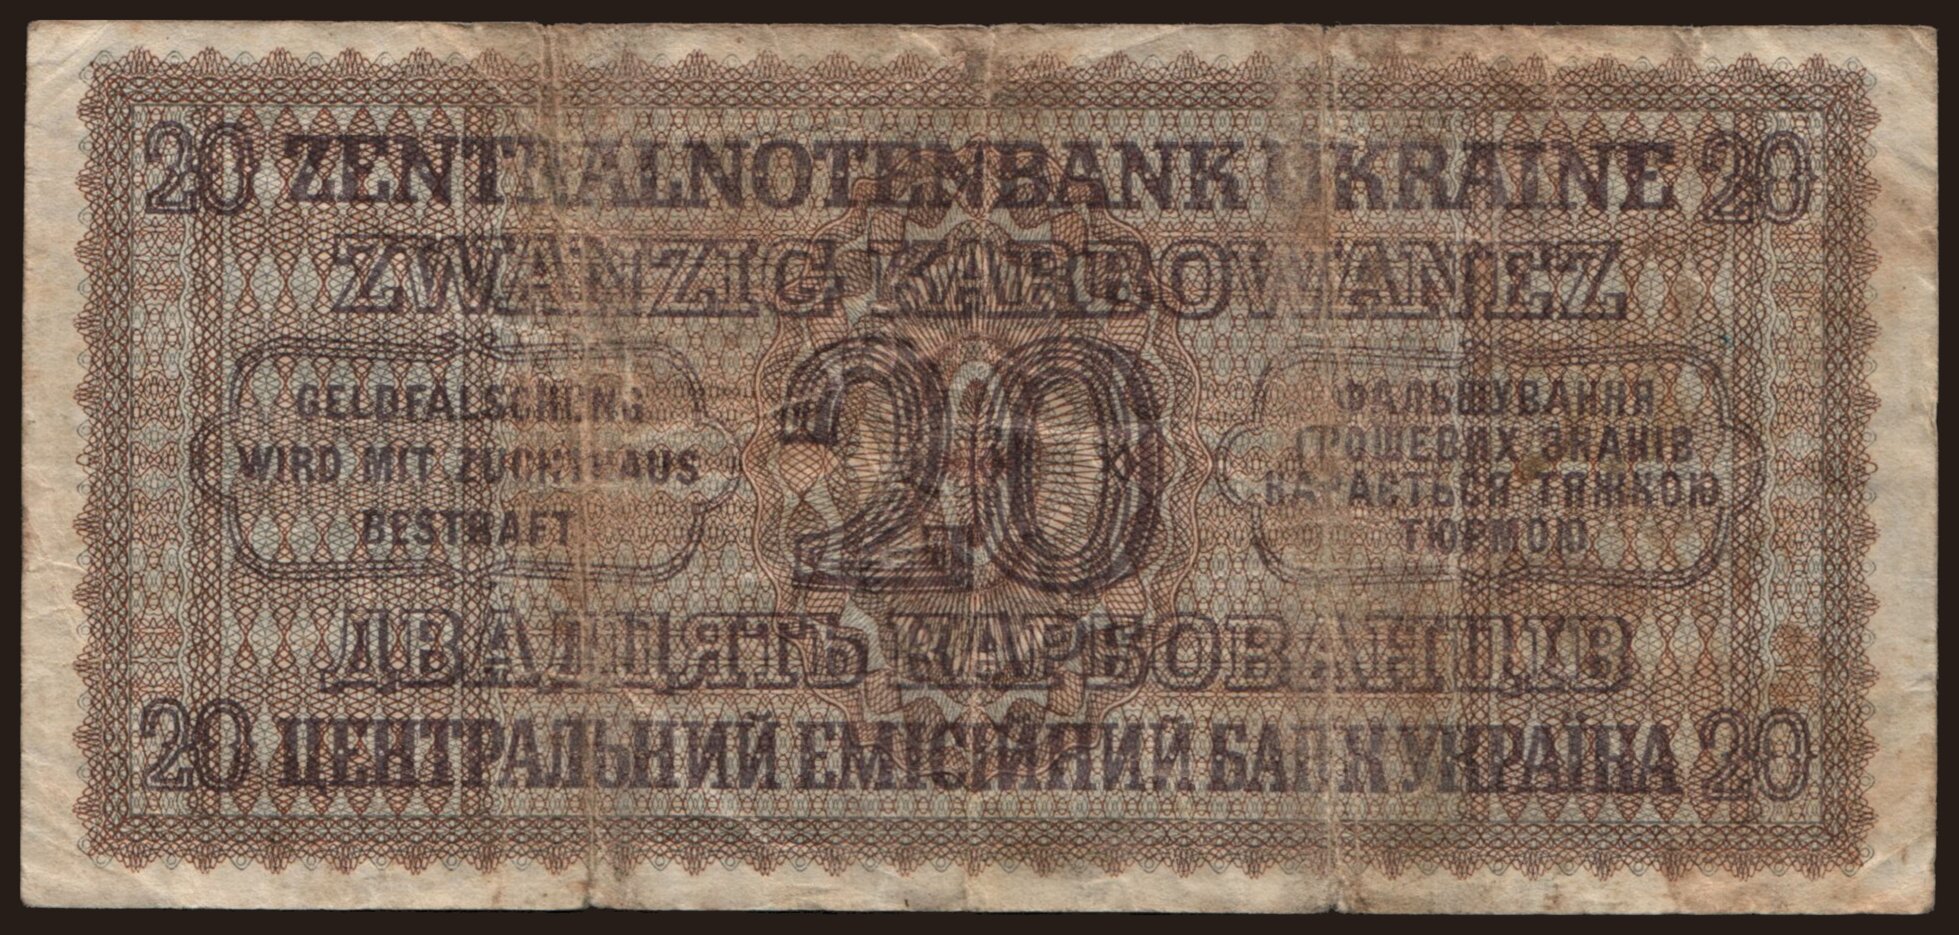 20 ZENTRALNOTENBANK UKRAINE 20
ZWANZIG KARBOWANEZ
GELDFÄLSCHUNG
WIRD MIT ZUCHTHAUS
BESTRAFT
20
ФАЛЬШУВАННЯ
ГРОШЕВИХ ЗНАКІВ
КАРАЄТЬСЯ ТЯЖКОЮ
ТЮРМОЮ
ДВАДЦЯТЬ КАРБОВАНЦІВ
20 ЦЕНТРАЛЬНИЙ ЕМІСІЙНИЙ БАНК УКРАЇНА 20